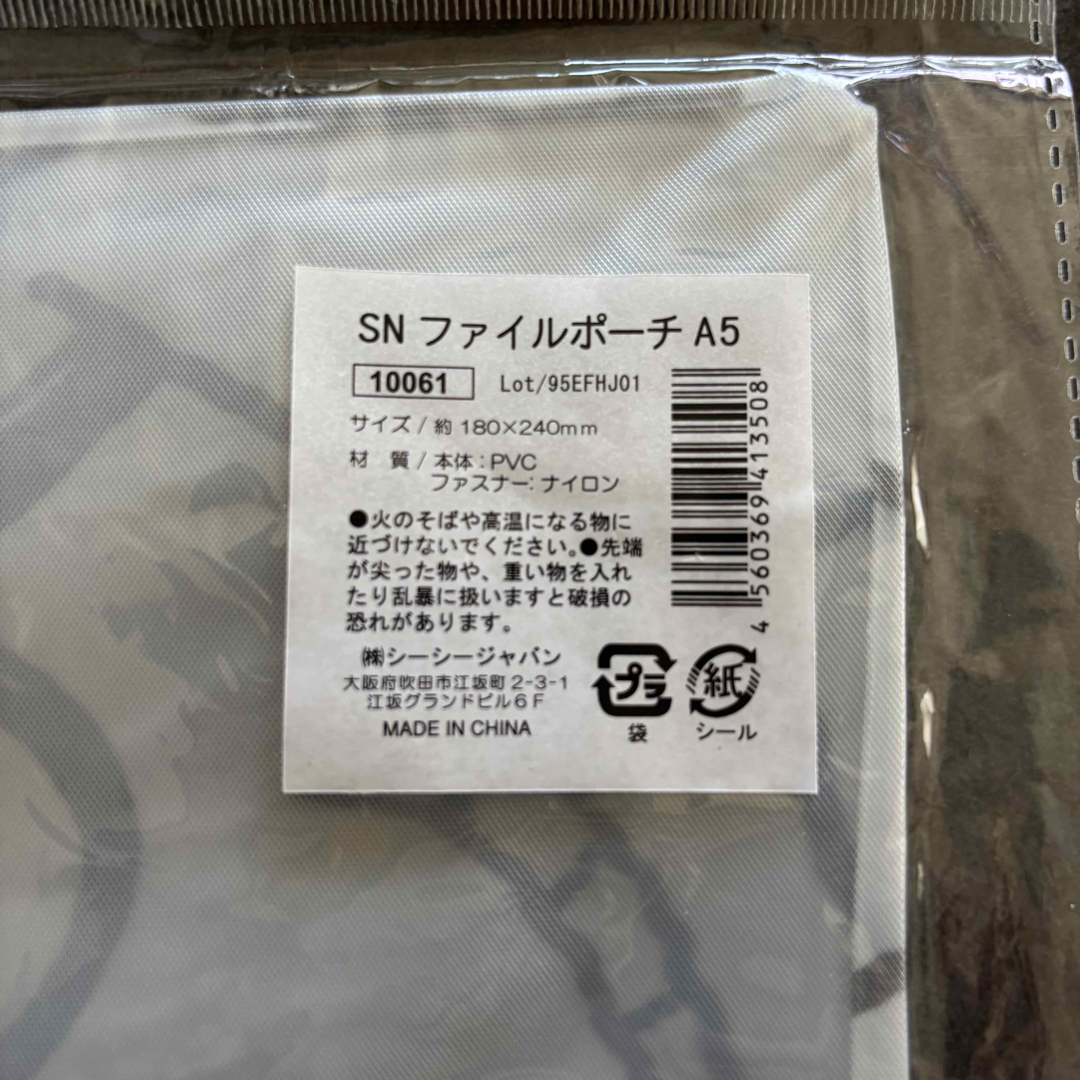 SN ファイルポーチ A5
10061 Lot/95EFHJ01
サイズ / 約 180×240mm
材 質 / 本体：PVC
ファスナー：ナイロン
●火のそばや高温になる物に
近づけないでください。●先端
が尖った物や、重い物を入れ
たり乱暴に扱いますと破損の
恐れがあります。
㈱シーシージャパン
大阪府吹田市江坂町2-3-1
江坂グランドビル6F
MADE IN CHINA
4 560369 413508
プラ
袋
紙
シール